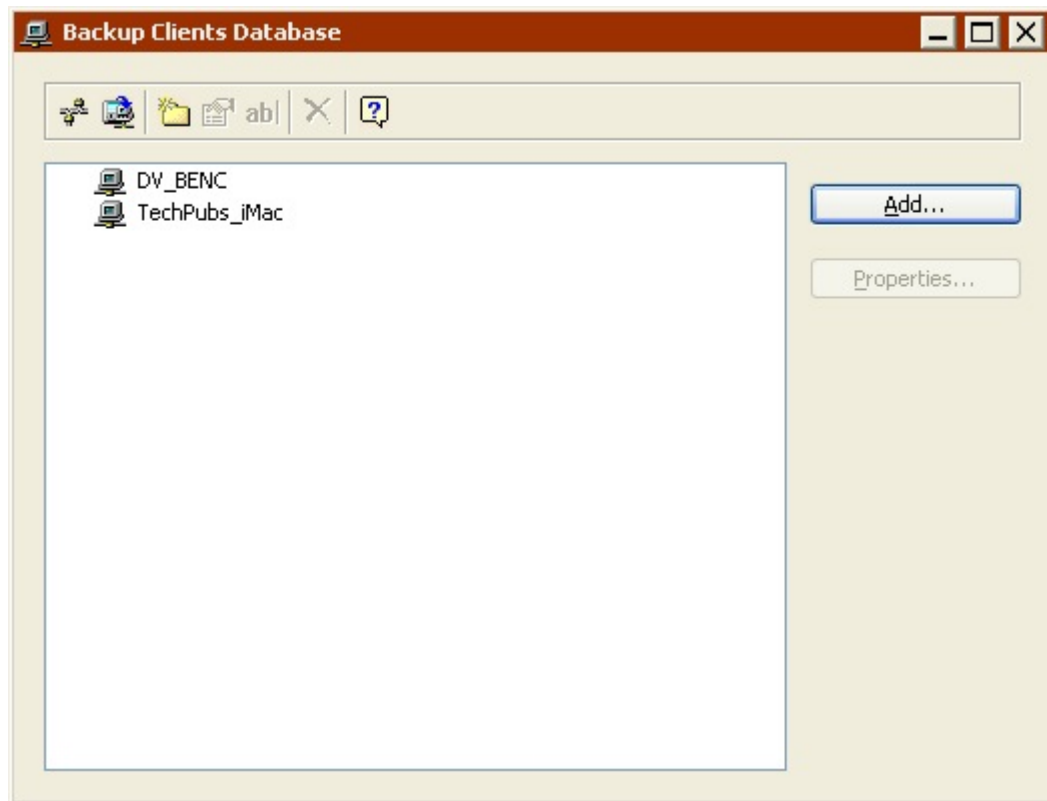 Backup Clients Database
ab|
DV_BENC
TechPubs_iMac
Add...
Properties...